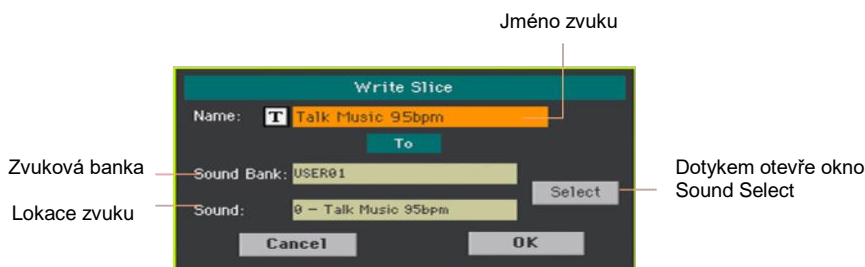 Jméno zvuku
Write Slice
Name: T Talk Music 95bpm
To
Zvuková banka
Sound Bank: USER01
Dotykem otevře okno
Sound Select
Select
Lokace zvuku
Sound: 0 - Talk Music 95bpm
Cancel OK